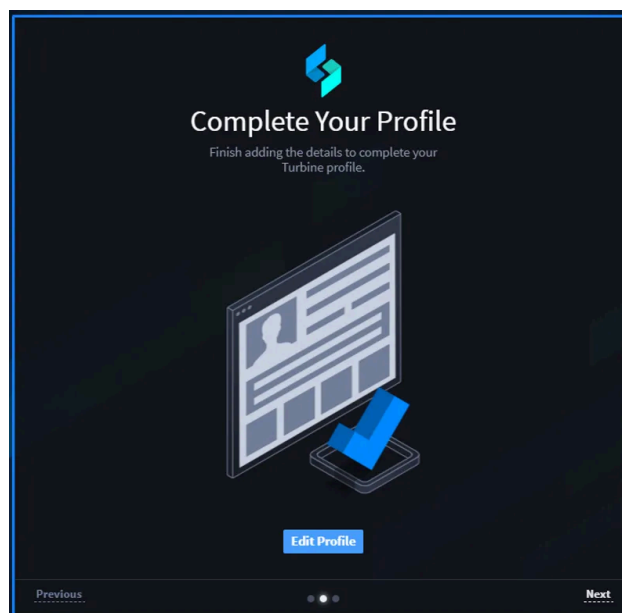 Complete Your Profile
Finish adding the details to complete your
Turbine profile.
Edit Profile
Previous
Next